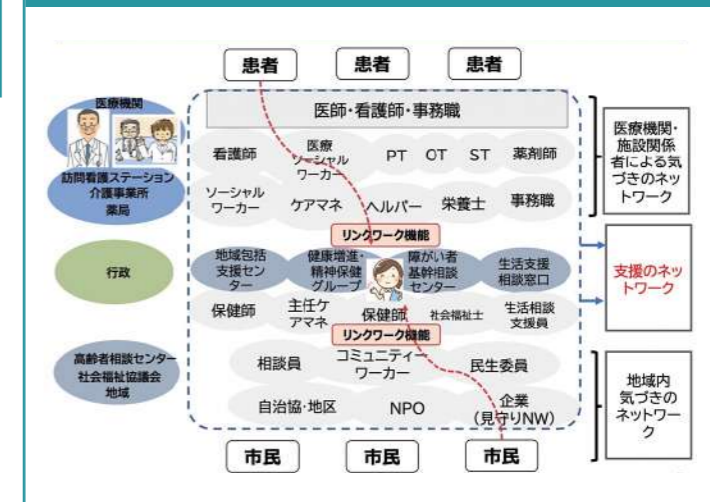 患者
患者
患者
医療機関
医師・看護師・事務職
看護師
医療
ソーシャル
ワーカー
PT
OT
ST
薬剤師
訪問看護ステーション
介護事業所
薬局
ソーシャル
ワーカー
ケアマネ
ヘルパー
栄養士
事務職
医療機関・
施設関係
者による気
づきのネッ
トワーク
リンクワーク機能
行政
地域包括
支援セン
ター
健康増進・
精神保健
グループ
障がい者
基幹相談
センター
生活支援
相談窓口
支援のネッ
トワーク
保健師
主任ケ
アマネ
保健師
社会福祉士
生活相談
支援員
リンクワーク機能
高齢者相談センター
社会福祉協議会
地域
相談員
コミュニティー
ワーカー
民生委員
自治協・地区
NPO
企業
（見守りNW）
地域内
気づきの
ネットワー
ク
市民
市民
市民